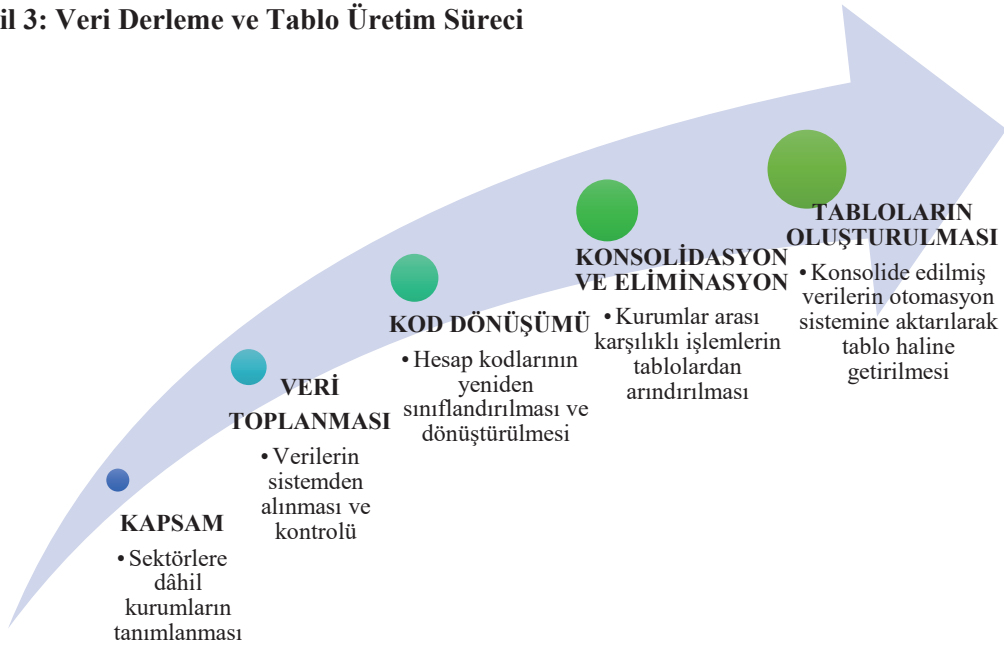 il 3: Veri Derleme ve Tablo Üretim Süreci
KAPSAM
• Sektörlere
dâhil
kurumların
tanımlanması
VERİ
TOPLANMASI
• Verilerin
sistemden
alınması ve
kontrolü
KOD DÖNÜŞÜMÜ
• Hesap kodlarının
yeniden
sınıflandırılması ve
dönüştürülmesi
KONSOLİDASYON
VE ELİMİNASYON
• Kurumlar arası
karşılıklı işlemlerin
tablolardan
arındırılması
TABLOLARIN
OLUŞTURULMASI
• Konsolide edilmiş
verilerin otomasyon
sistemine aktarılarak
tablo haline
getirilmesi